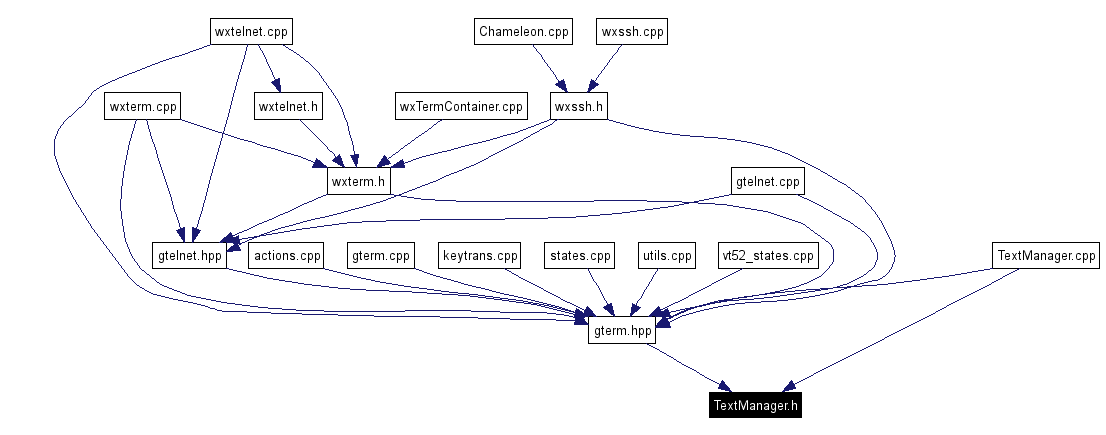 wxtelnet.cpp
Chameleon.cpp
wxssh.cpp
wxterm.cpp
wxtelnet.h
wxTermContainer.cpp
wxssh.h
wxterm.h
gtelnet.cpp
gtelnet.hpp
actions.cpp
gterm.cpp
keytrans.cpp
states.cpp
utils.cpp
vt52_states.cpp
TextManager.cpp
gterm.hpp
TextManager.h